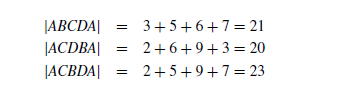 |ABCDA| = 3 + 5 + 6 + 7 = 21
|ACDBA| = 2 + 6 + 9 + 3 = 20
|ACBDA| = 2 + 5 + 9 + 7 = 23